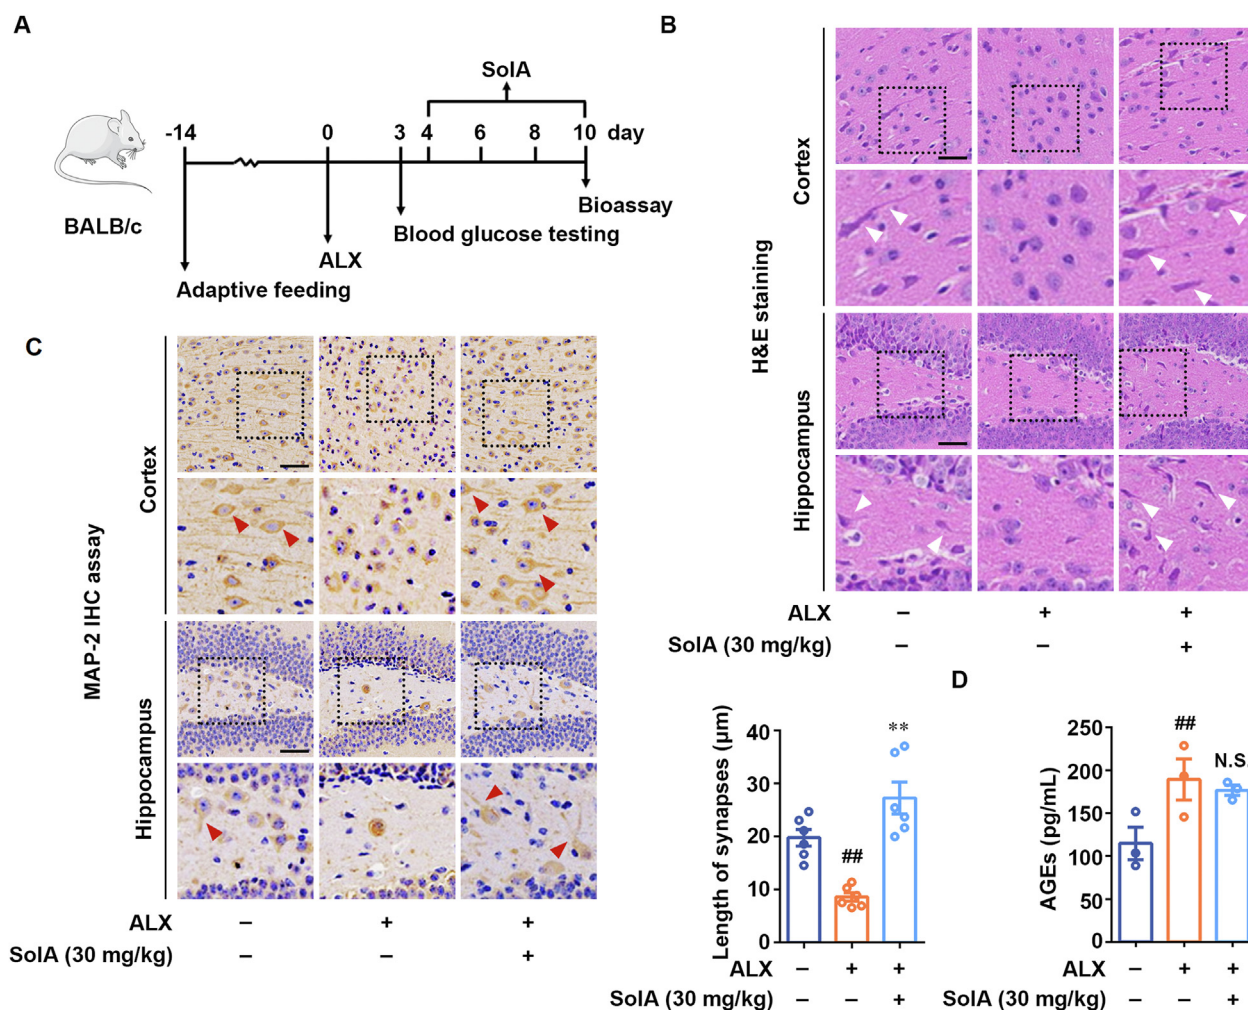 A
SolA
-14 0 3 4 6 8 10 day
BALB/c
Bioassay
Blood glucose testing
ALX
Adaptive feeding
B
H&E staining
Cortex
Hippocampus
ALX – + +
SolA (30 mg/kg) – – +
C
MAP-2 IHC assay
Cortex
Hippocampus
ALX – + +
SolA (30 mg/kg) – – +
Length of synapses (μm)
40
30
20
10
0
##
**
ALX – + +
SolA (30 mg/kg) – – +
D
AGEs (pg/mL)
250
200
150
100
50
0
##
N.S.
ALX – + +
SolA (30 mg/kg) – – +